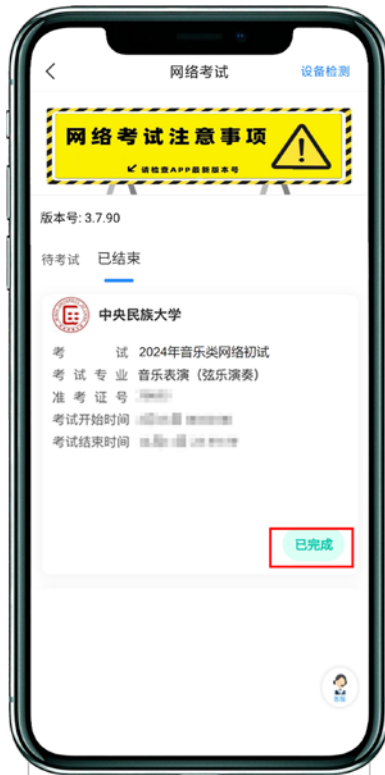 网络考试
设备检测
网络考试注意事项
请检查APP最新版本号
版本号: 3.7.90
待考试 已结束
中央民族大学
考试 2024年音乐类网络初试
考试专业 音乐表演（弦乐演奏）
准考证号
考试开始时间
考试结束时间
已完成
客服